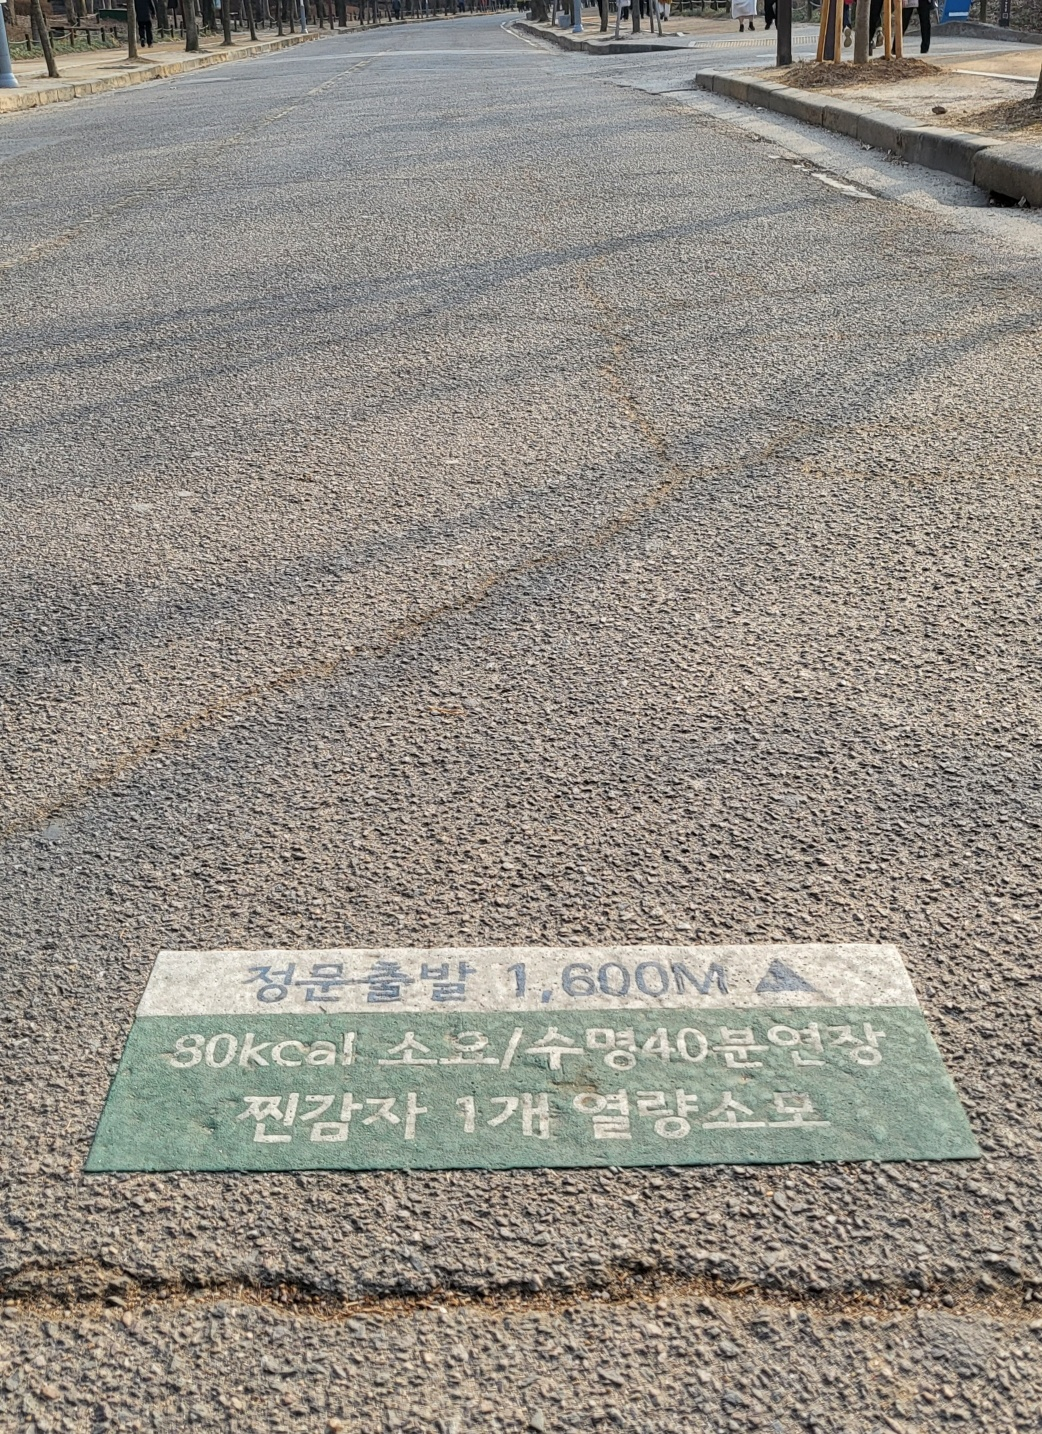 정문출발 1,600M ▲
80kcal 소요/수명40분연장
찐감자 1개 열량소모